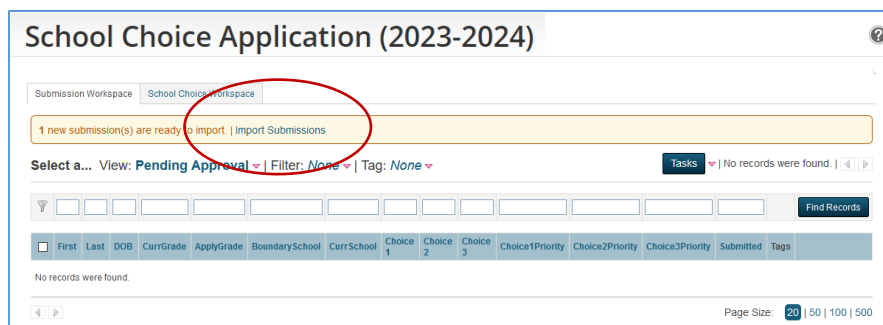 School Choice Application (2023-2024)
Submission Workspace School Choice Workspace
1 new submission(s) are ready to import. | Import Submissions
Select a... View: Pending Approval | Filter: None | Tag: None Tasks | No records were found. |
Find Records
First Last DOB CurrGrade ApplyGrade BoundarySchool CurrSchool Choice 1 Choice 2 Choice 3 Choice1Priority Choice2Priority Choice3Priority Submitted Tags
No records were found.
Page Size: 20 | 50 | 100 | 500